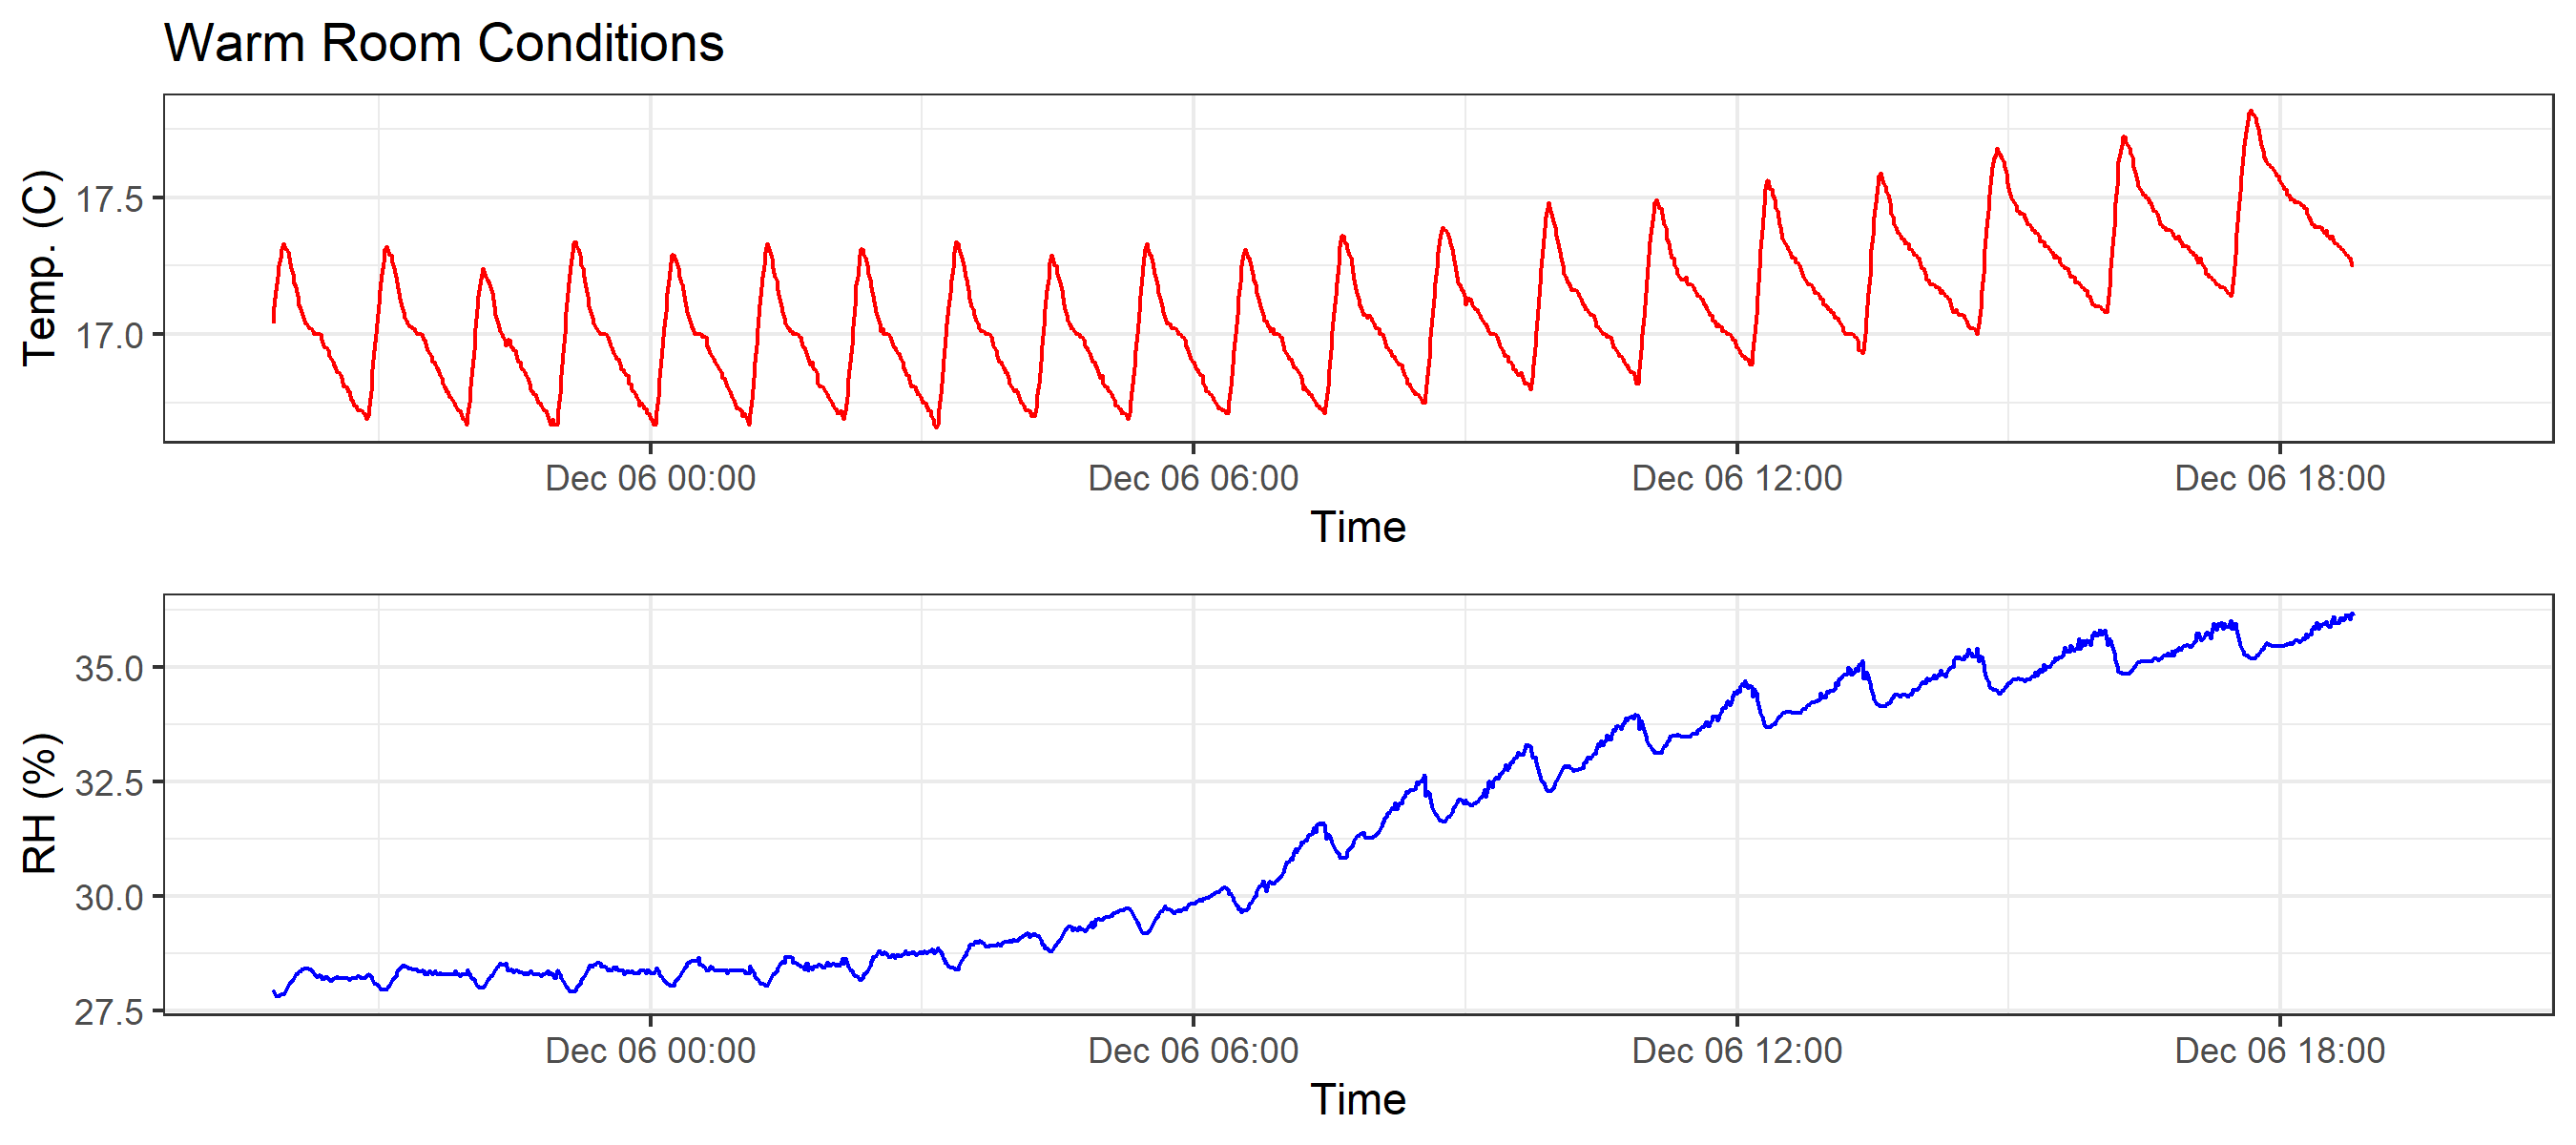 Warm Room Conditions
Temp. (C)
17.5
17.0
Dec 06 00:00 Dec 06 06:00 Dec 06 12:00 Dec 06 18:00
Time
RH (%)
35.0
32.5
30.0
27.5
Dec 06 00:00 Dec 06 06:00 Dec 06 12:00 Dec 06 18:00
Time